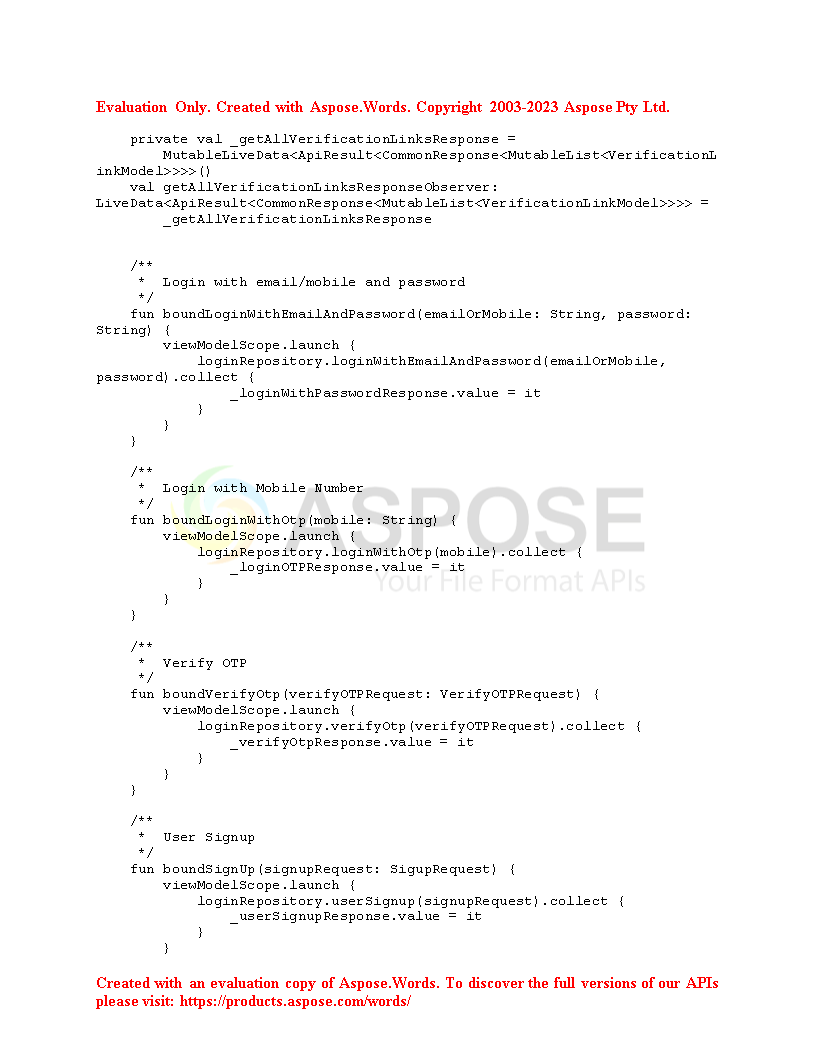 Evaluation Only. Created with Aspose.Words. Copyright 2003-2023 Aspose Pty Ltd.
    private val _getAllVerificationLinksResponse =
        MutableLiveData<ApiResult<CommonResponse<MutableList<VerificationL
inkModel>>>>()
    val getAllVerificationLinksResponseObserver:
LiveData<ApiResult<CommonResponse<MutableList<VerificationLinkModel>>>> =
        _getAllVerificationLinksResponse
    /**
     *  Login with email/mobile and password
     */
    fun boundLoginWithEmailAndPassword(emailOrMobile: String, password:
String) {
        viewModelScope.launch {
            loginRepository.loginWithEmailAndPassword(emailOrMobile,
password).collect {
                _loginWithPasswordResponse.value = it
            }
        }
    }
    /**
     *  Login with Mobile Number
     */
    fun boundLoginWithOtp(mobile: String) {
        viewModelScope.launch {
            loginRepository.loginWithOtp(mobile).collect {
                _loginOTPResponse.value = it
            }
        }
    }
ASPOSE
Your File Format APIs
    /**
     *  Verify OTP
     */
    fun boundVerifyOtp(verifyOTPRequest: VerifyOTPRequest) {
        viewModelScope.launch {
            loginRepository.verifyOtp(verifyOTPRequest).collect {
                _verifyOtpResponse.value = it
            }
        }
    }
    /**
     *  User Signup
     */
    fun boundSignUp(signupRequest: SigupRequest) {
        viewModelScope.launch {
            loginRepository.userSignup(signupRequest).collect {
                _userSignupResponse.value = it
            }
        }
Created with an evaluation copy of Aspose.Words. To discover the full versions of our APIs
please visit: https://products.aspose.com/words/